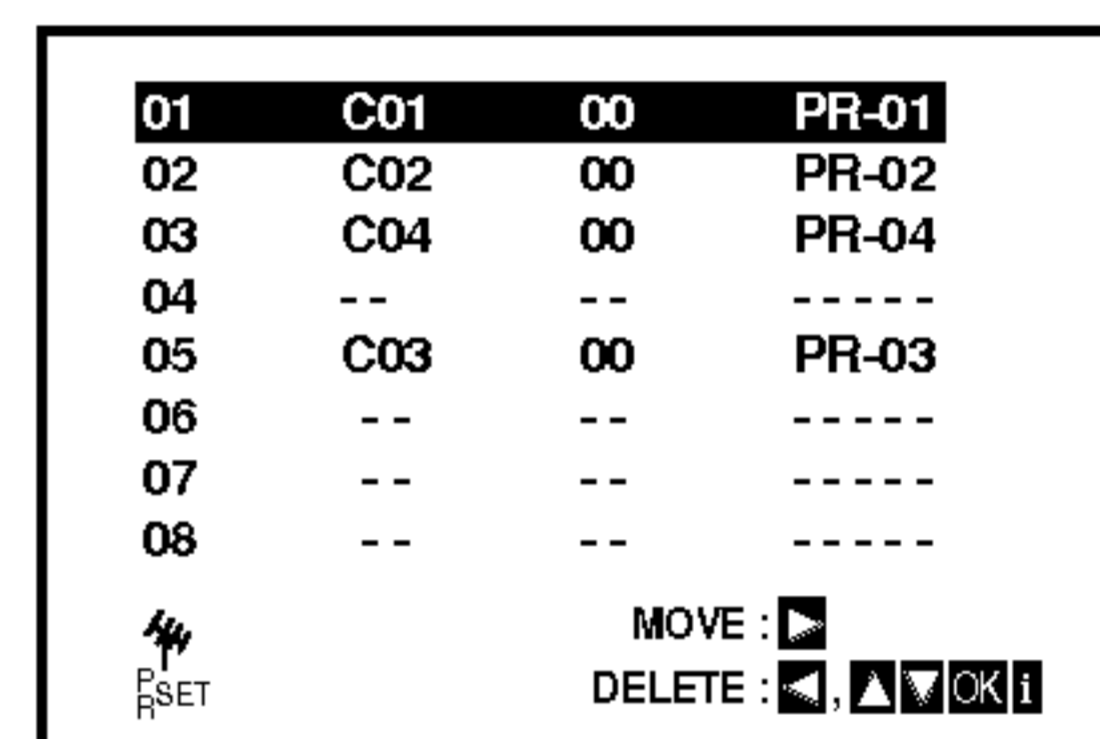 01 C01 00 PR-01
02 C02 00 PR-02
03 C04 00 PR-04
04 -- -- -----
05 C03 00 PR-03
06 -- -- -----
07 -- -- -----
08 -- -- -----
MOVE : ▷
PR SET DELETE : ◁, △ ▽ OK i